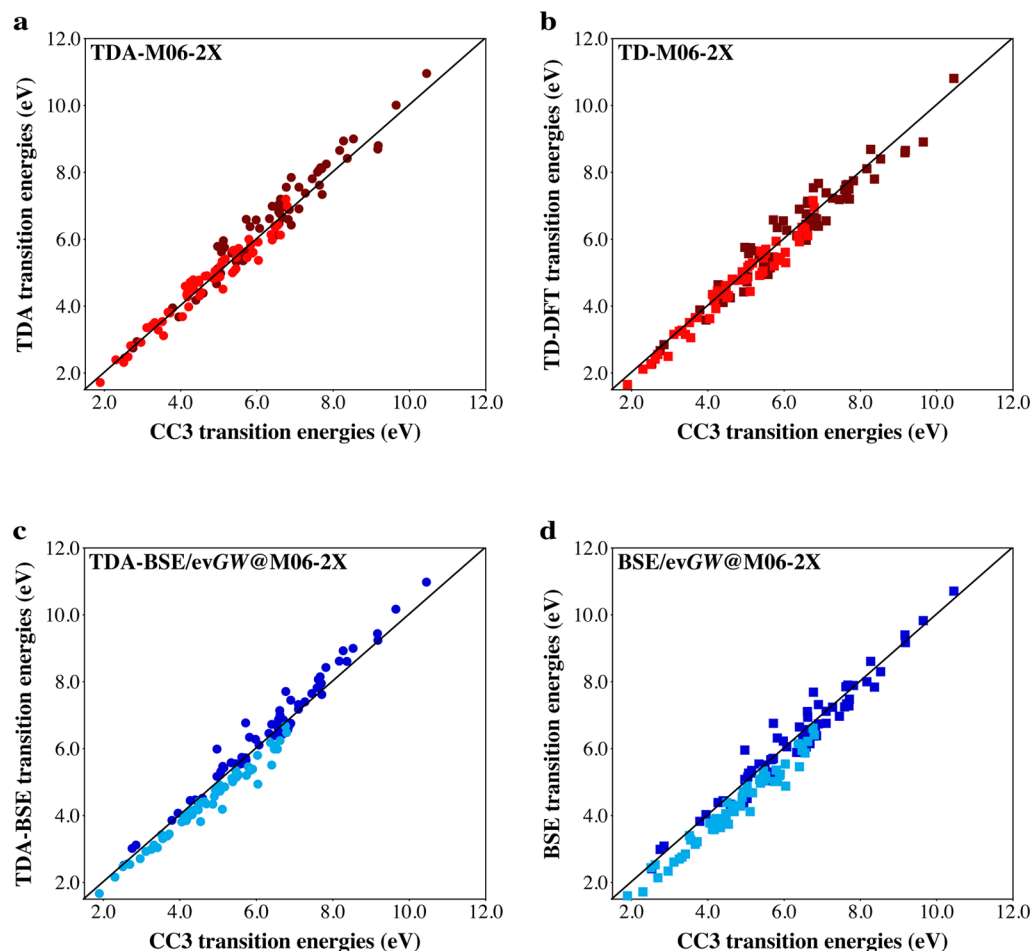 a
TDA-M06-2X
TDA transition energies (eV)
12.0
10.0
8.0
6.0
4.0
2.0
2.0 4.0 6.0 8.0 10.0 12.0
CC3 transition energies (eV)
b
TD-M06-2X
TD-DFT transition energies (eV)
12.0
10.0
8.0
6.0
4.0
2.0
2.0 4.0 6.0 8.0 10.0 12.0
CC3 transition energies (eV)
c
TDA-BSE/evGW@M06-2X
TDA-BSE transition energies (eV)
12.0
10.0
8.0
6.0
4.0
2.0
2.0 4.0 6.0 8.0 10.0 12.0
CC3 transition energies (eV)
d
BSE/evGW@M06-2X
BSE transition energies (eV)
12.0
10.0
8.0
6.0
4.0
2.0
2.0 4.0 6.0 8.0 10.0 12.0
CC3 transition energies (eV)